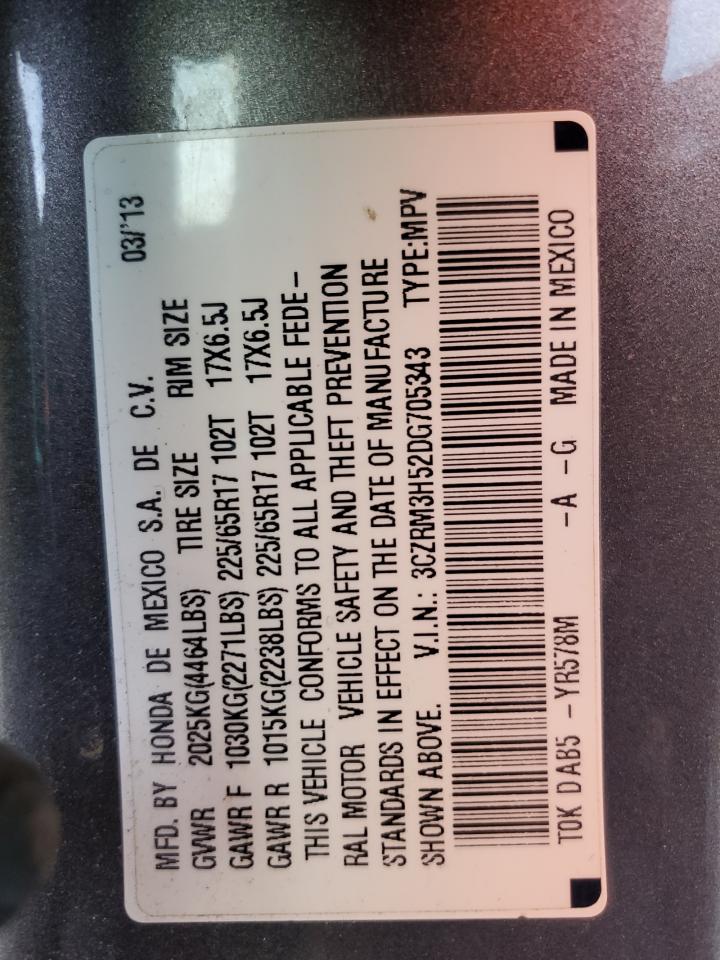 MFD. BY HONDA DE MEXICO S.A. DE C.V. 03/'13
GVWR 2025KG(4464LBS) TIRE SIZE RIM SIZE
GAWR F 1030KG(2271LBS) 225/65R17 102T 17X6.5J
GAWR R 1015KG(2238LBS) 225/65R17 102T 17X6.5J
THIS VEHICLE CONFORMS TO ALL APPLICABLE FEDE-
RAL MOTOR VEHICLE SAFETY AND THEFT PREVENTION
STANDARDS IN EFFECT ON THE DATE OF MANUFACTURE
SHOWN ABOVE. V.I.N.: 3CZRM3H52DG705343 TYPE:MPV
T0K D AB5 -YR578M -A -G MADE IN MEXICO